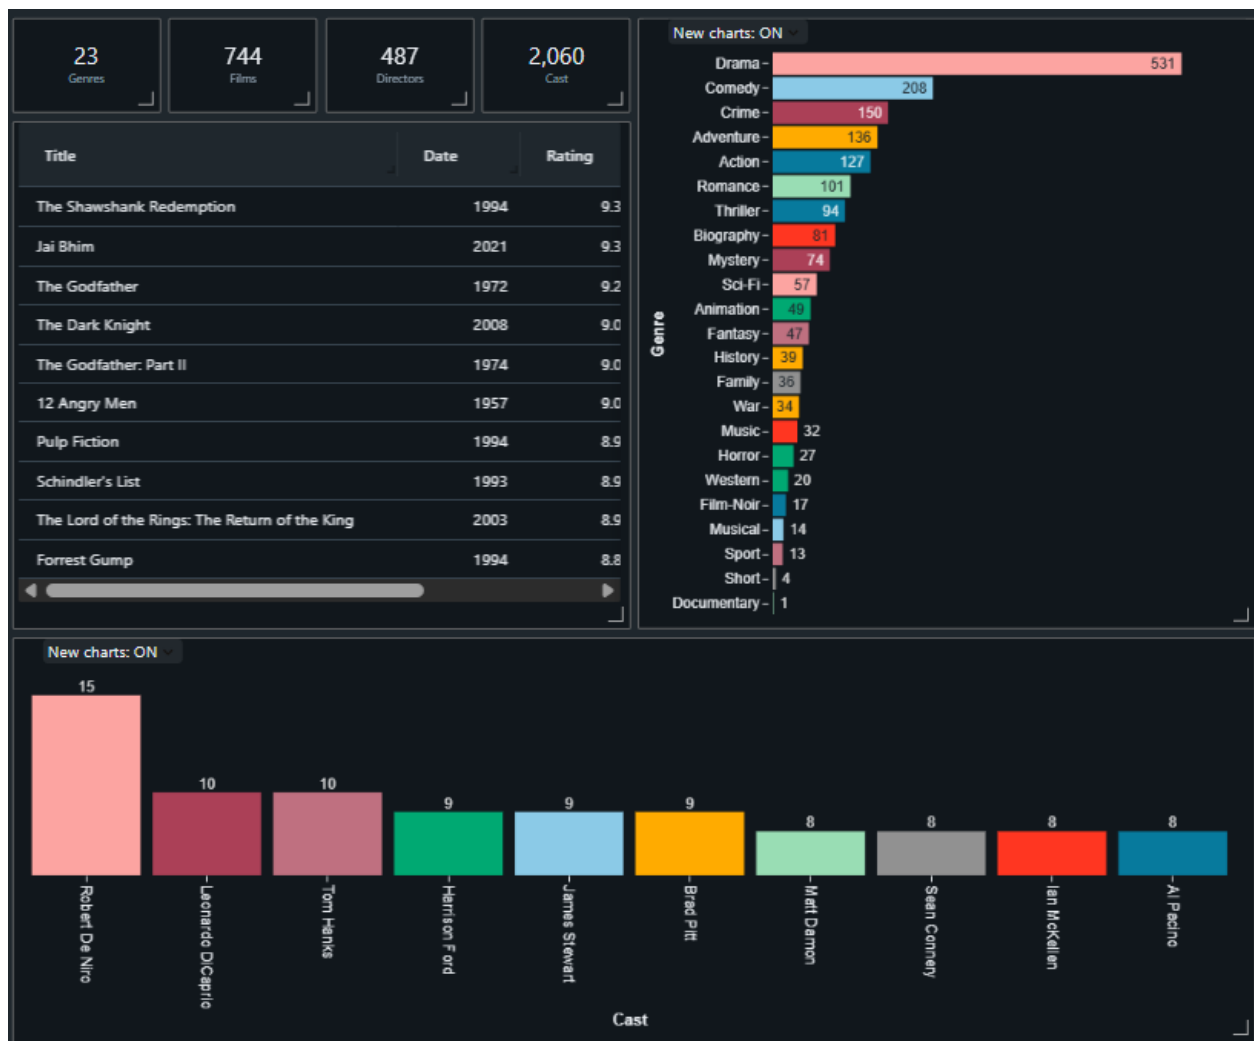 23
Genres
744
Films
487
Directors
2,060
Cast
Title Date Rating
The Shawshank Redemption 1994 9.3
Jai Bhim 2021 9.3
The Godfather 1972 9.2
The Dark Knight 2008 9.0
The Godfather: Part II 1974 9.0
12 Angry Men 1957 9.0
Pulp Fiction 1994 8.9
Schindler's List 1993 8.9
The Lord of the Rings: The Return of the King 2003 8.9
Forrest Gump 1994 8.8
New charts: ON
Genre
Drama 531
Comedy 208
Crime 150
Adventure 136
Action 127
Romance 101
Thriller 94
Biography 81
Mystery 74
Sci-Fi 57
Animation 49
Fantasy 47
History 39
Family 36
War 34
Music 32
Horror 27
Western 20
Film-Noir 17
Musical 14
Sport 13
Short 4
Documentary 1
New charts: ON
15 10 10 9 9 9 8 8 8 8
Robert De Niro
Leonardo DiCaprio
Tom Hanks
Harrison Ford
James Stewart
Brad Pitt
Matt Damon
Sean Connery
Ian McKellen
Al Pacino
Cast